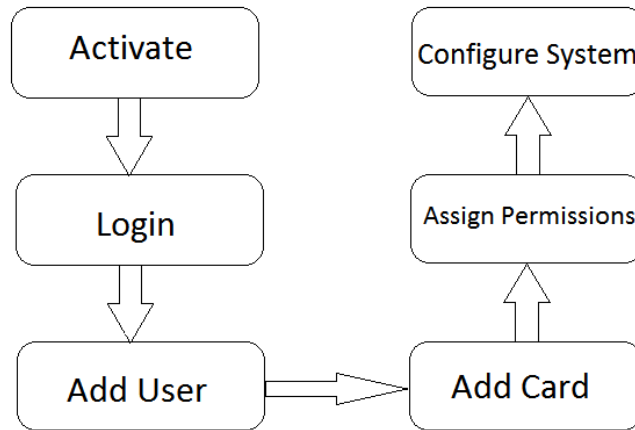 Activate
Login
Add User
Add Card
Assign Permissions
Configure System